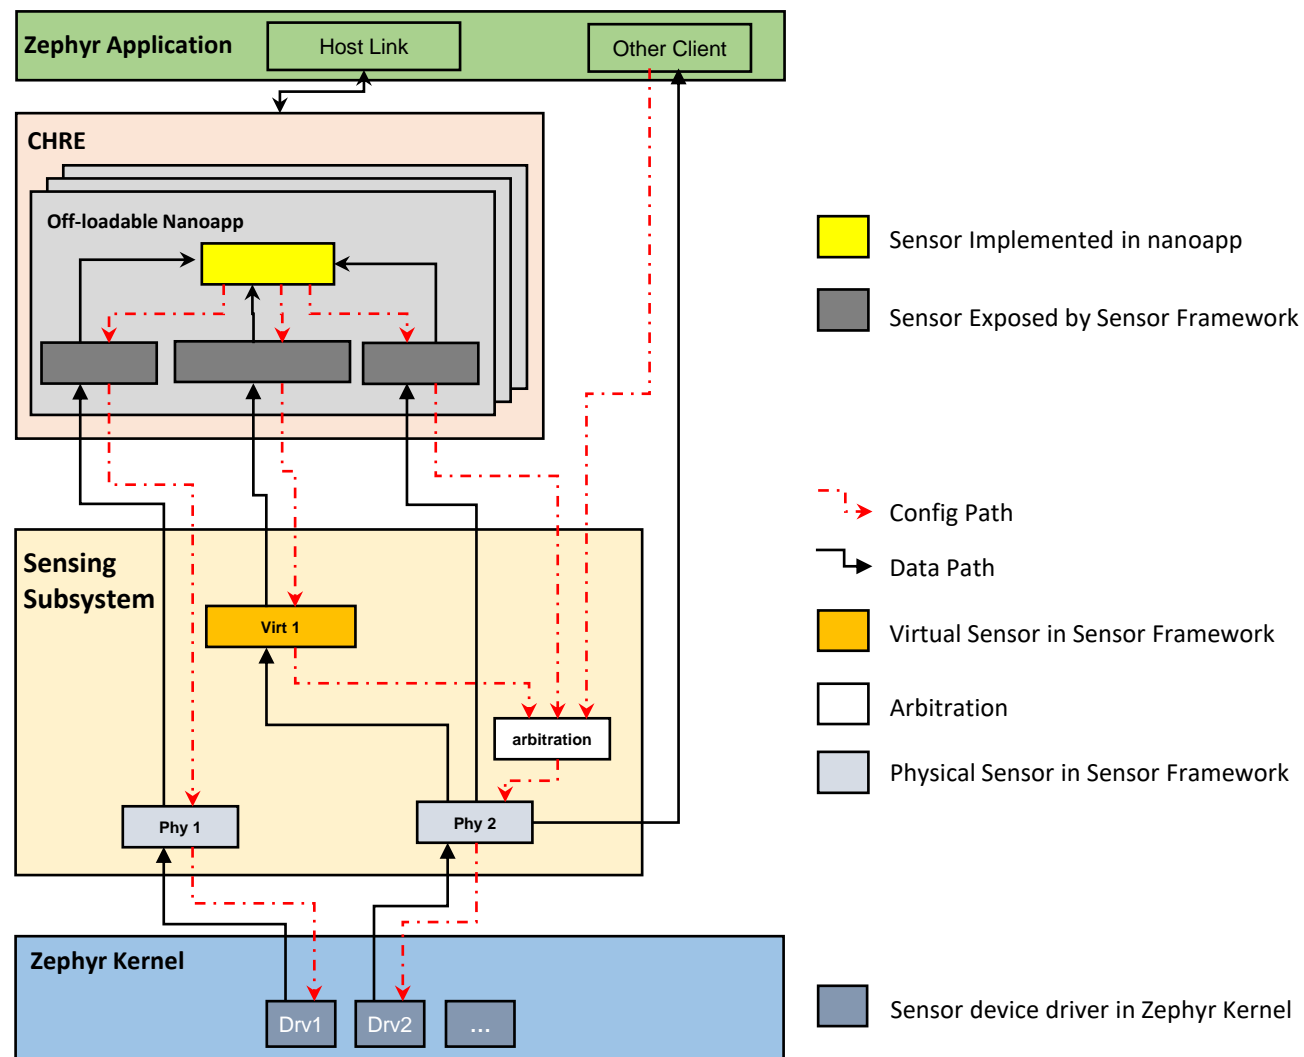 Zephyr Application
Host Link
Other Client
CHRE
Off-loadable Nanoapp
Sensor Implemented in nanoapp
Sensor Exposed by Sensor Framework
Config Path
Data Path
Sensing
Subsystem
Virt 1
Virtual Sensor in Sensor Framework
Arbitration
arbitration
Physical Sensor in Sensor Framework
Phy 1
Phy 2
Zephyr Kernel
Drv1
Drv2
...
Sensor device driver in Zephyr Kernel